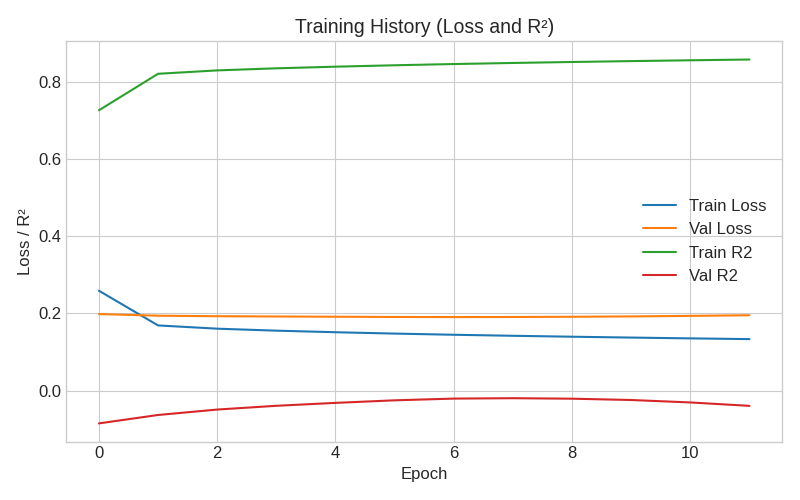 Training History (Loss and R²)
Loss / R²
0.8
0.6
0.4
0.2
0.0
Train Loss
Val Loss
Train R2
Val R2
0 2 4 6 8 10
Epoch